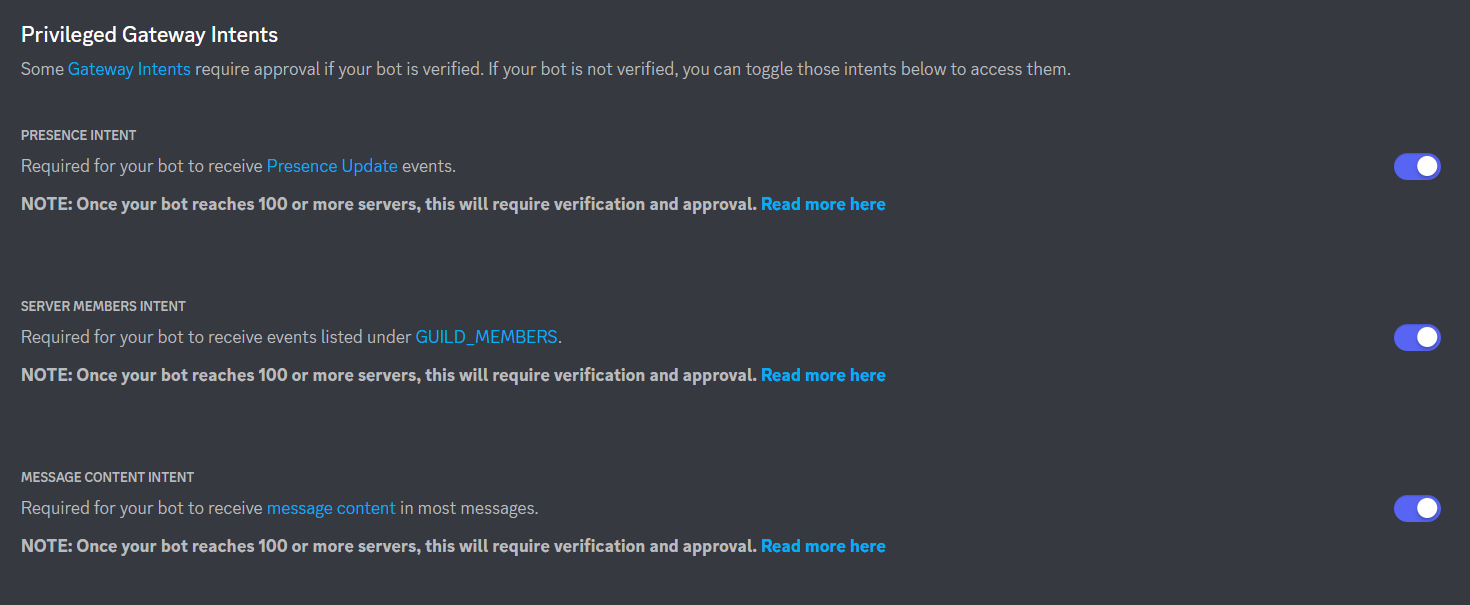 Privileged Gateway Intents
Some Gateway Intents require approval if your bot is verified. If your bot is not verified, you can toggle those intents below to access them.
PRESENCE INTENT
Required for your bot to receive Presence Update events.
NOTE: Once your bot reaches 100 or more servers, this will require verification and approval. Read more here
SERVER MEMBERS INTENT
Required for your bot to receive events listed under GUILD_MEMBERS.
NOTE: Once your bot reaches 100 or more servers, this will require verification and approval. Read more here
MESSAGE CONTENT INTENT
Required for your bot to receive message content in most messages.
NOTE: Once your bot reaches 100 or more servers, this will require verification and approval. Read more here